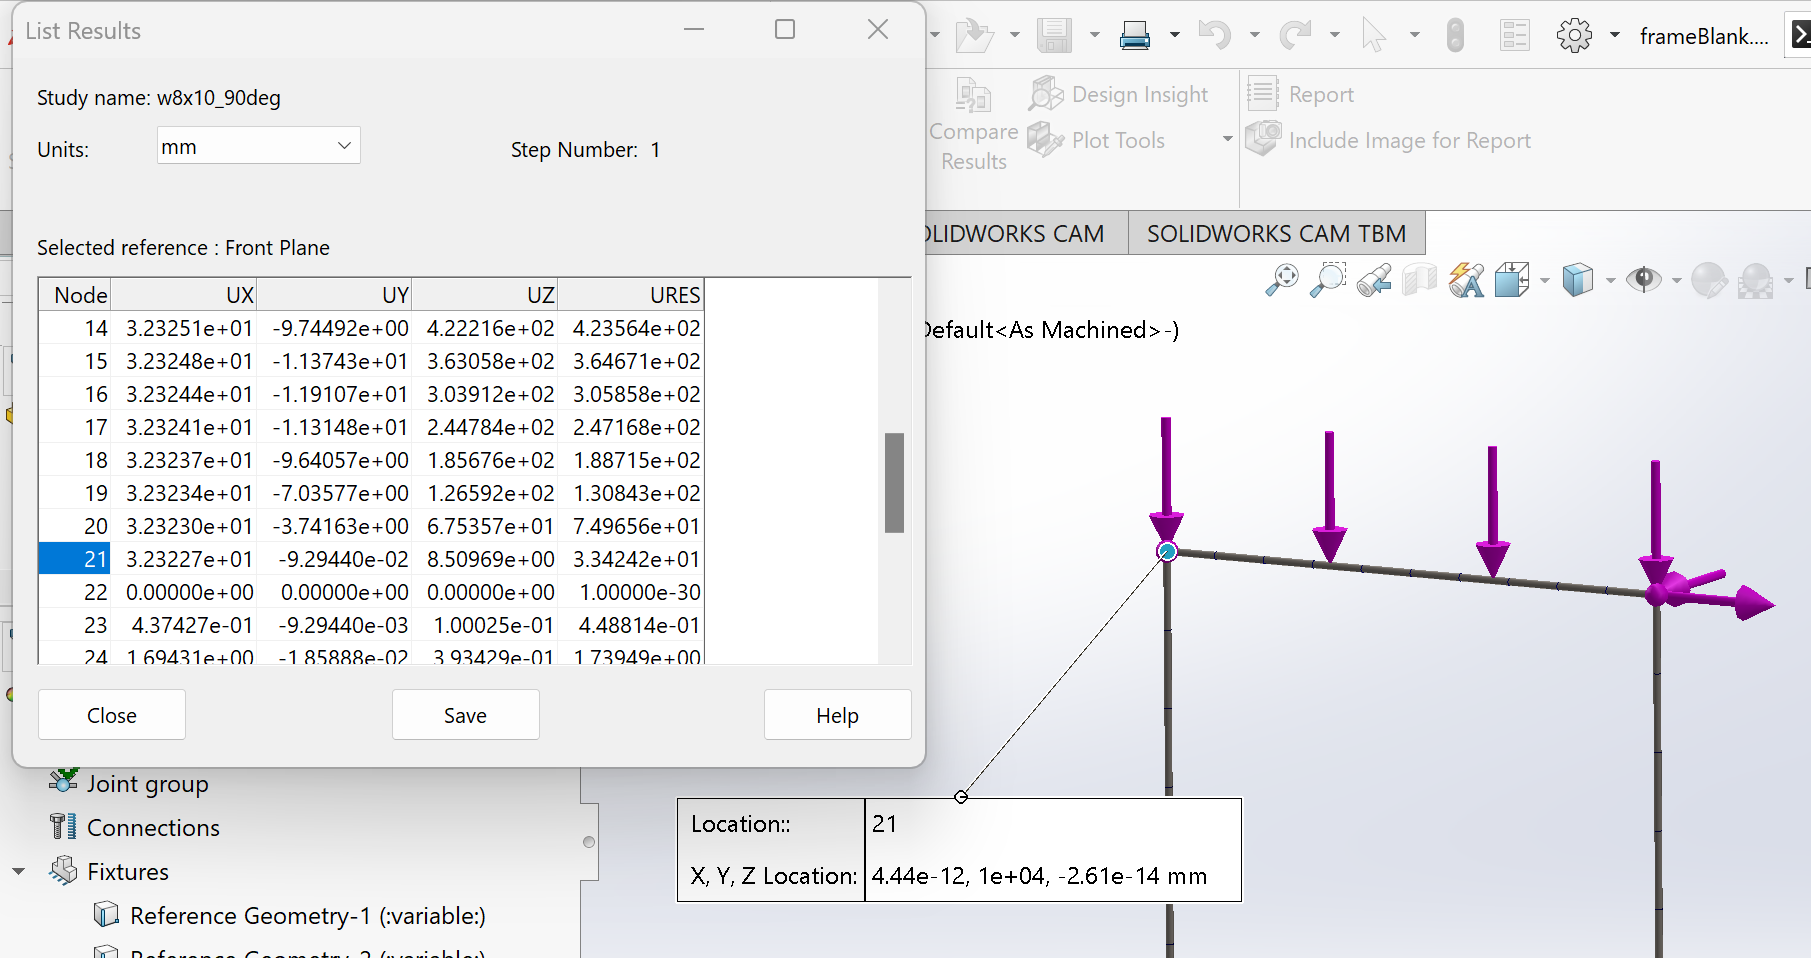 List Results
frameBlank....
Study name: w8x10_90deg
Units: mm
Step Number: 1
Design Insight
Report
Compare Results
Plot Tools
Include Image for Report
Selected reference : Front Plane
SOLIDWORKS CAM TBM
Node UX UY UZ URES
14 3.23251e+01 -9.74492e+00 4.22216e+02 4.23564e+02
15 3.23248e+01 -1.13743e+01 3.63058e+02 3.64671e+02
16 3.23244e+01 -1.19107e+01 3.03912e+02 3.05858e+02
17 3.23241e+01 -1.13148e+01 2.44784e+02 2.47168e+02
18 3.23237e+01 -9.64057e+00 1.85676e+02 1.88715e+02
19 3.23234e+01 -7.03577e+00 1.26592e+02 1.30843e+02
20 3.23230e+01 -3.74163e+00 6.75357e+01 7.49656e+01
21 3.23227e+01 -9.29440e-02 8.50969e+00 3.34242e+01
22 0.00000e+00 0.00000e+00 0.00000e+00 1.00000e-30
23 4.37427e-01 -9.29440e-03 1.00025e-01 4.48814e-01
24 1.69431e+00 -1.85888e-02 3.93429e-01 1.73949e+00
Close
Save
Help
OLIDWORKS CAM
Default<As Machined>-)
Joint group
Connections
Fixtures
Reference Geometry-1 (:variable:)
Reference Geometry-2 (:variable:)
Location:: 21
X, Y, Z Location: 4.44e-12, 1e+04, -2.61e-14 mm